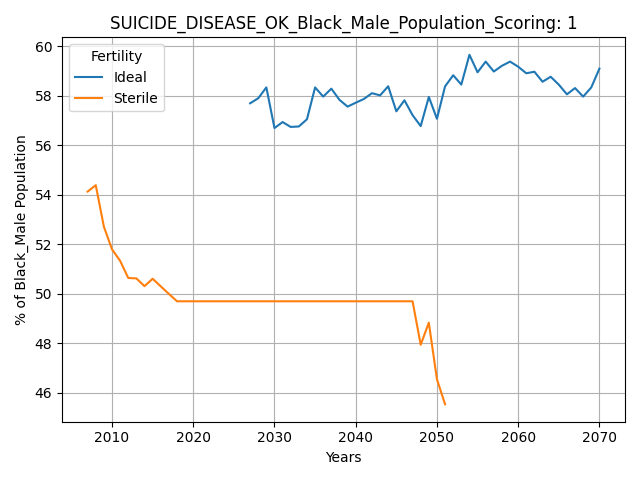 SUICIDE_DISEASE_OK_Black_Male_Population_Scoring: 1
Fertility
Ideal
Sterile
% of Black_Male Population
60
58
56
54
52
50
48
46
2010 2020 2030 2040 2050 2060 2070
Years